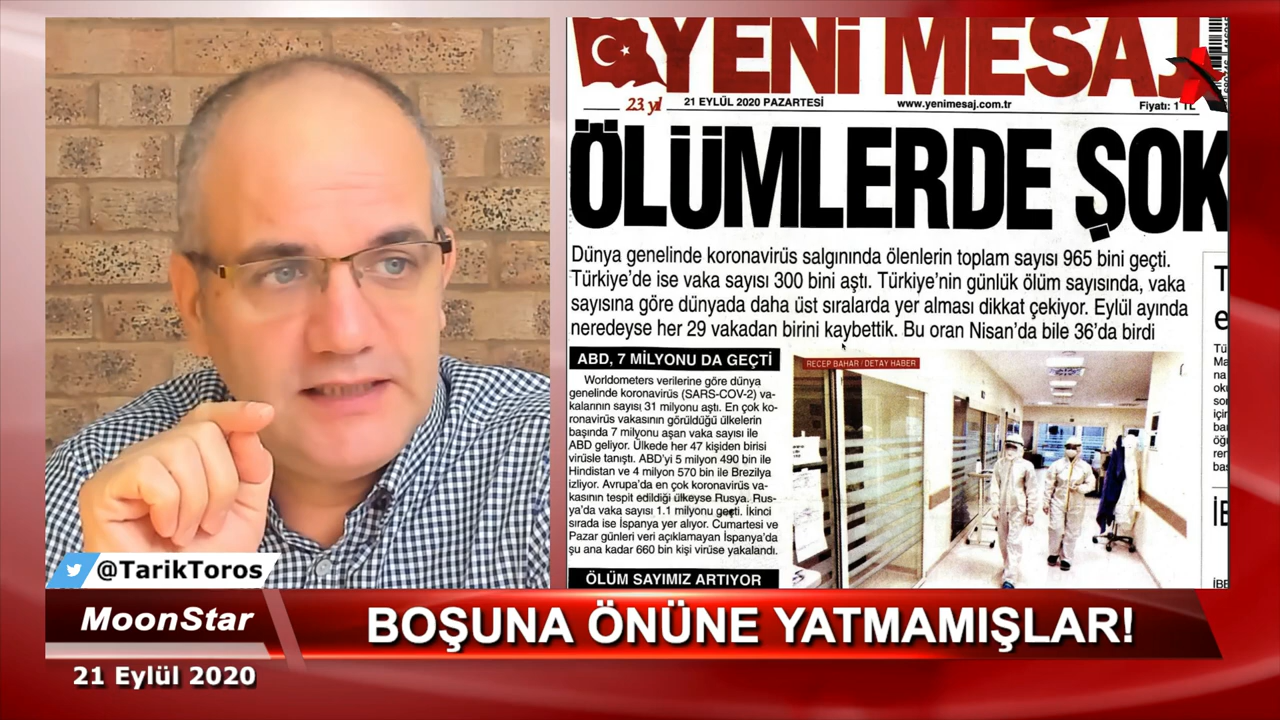 YENİ MESAJ
23 yıl
21 EYLÜL 2020 PAZARTESİ
www.yenimesaj.com.tr
Fiyatı: 1 TL
ÖLÜMLERDE ŞOK
Dünya genelinde koronavirüs salgınında ölenlerin toplam sayısı 965 bini geçti.
Türkiye’de ise vaka sayısı 300 bini aştı. Türkiye’nin günlük ölüm sayısında, vaka
sayısına göre dünyada daha üst sıralarda yer alması dikkat çekiyor. Eylül ayında
neredeyse her 29 vakadan birini kaybettik. Bu oran Nisan’da bile 36’da birdi
ABD, 7 MİLYONU DA GEÇTİ
Worldometers verilerine göre dünya
genelinde koronavirüs (SARS-COV-2) va-
kalarının sayısı 31 milyonu aştı. En çok ko-
ronavirüs vakasının görüldüğü ülkelerin
başında 7 milyonu aşan vaka sayısı ile
ABD geliyor. Ülkede her 47 kişiden birisi
virüsle tanıştı. ABD’yi 5 milyon 490 bin ile
Hindistan ve 4 milyon 570 bin ile Brezilya
izliyor. Avrupa’da en çok koronavirüs va-
kasının tespit edildiği ülkeyse Rusya. Rus-
ya’da vaka sayısı 1.1 milyonu geçti. İkinci
sırada ise İspanya yer alıyor. Cumartesi ve
Pazar günleri veri açıklamayan İspanya’da
şu ana kadar 660 bin kişi virüse yakalandı.
ÖLÜM SAYIMIZ ARTIYOR
RECEP BAHAR / DETAY HABER
@TarikToros
MoonStar
BOŞUNA ÖNÜNE YATMAMIŞLAR!
21 Eylül 2020